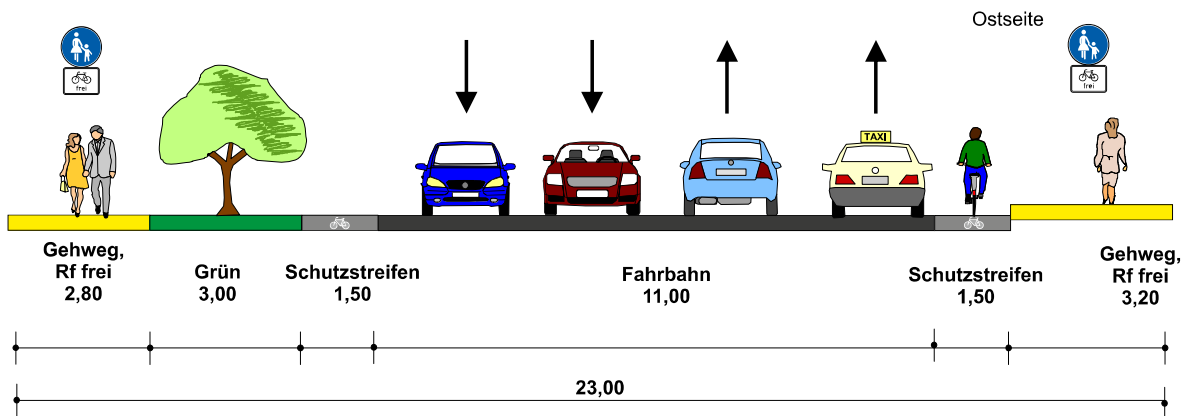 Ostseite
frei
frei
TAXI
Gehweg,
Rf frei
2,80
Grün
3,00
Schutzstreifen
1,50
Fahrbahn
11,00
Schutzstreifen
1,50
Gehweg,
Rf frei
3,20
23,00